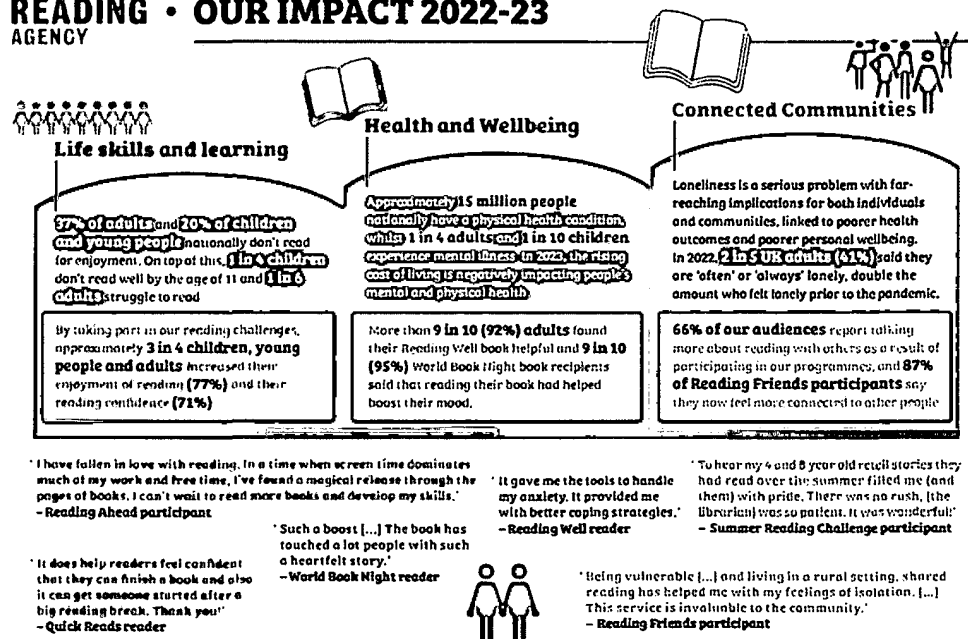 READING • OUR IMPACT 2022-23
AGENCY
Life skills and learning
37% of adults and 20% of children
and young people nationally don't read
for enjoyment. On top of this, 1 in 4 children
don't read well by the age of 11 and 1 in 6
adults struggle to read
By taking part in our reading challenges,
approximately 3 in 4 children, young
people and adults increased their
enjoyment of reading (77%) and their
reading confidence (71%)
Health and Wellbeing
Approximately 15 million people
nationally have a physical health condition,
whilst 1 in 4 adults and 1 in 10 children
experience mental illness. In 2022, the rising
cost of living is negatively impacting people's
mental and physical health.
More than 9 in 10 (92%) adults found
their Reading Well book helpful and 9 in 10
(95%) World Book Night book recipients
said that reading their book had helped
boost their mood.
Connected Communities
Loneliness is a serious problem with far-
reaching implications for both individuals
and communities, linked to poorer health
outcomes and poorer personal wellbeing.
In 2022, 2 in 5 UK adults (41%) said they
are 'often' or 'always' lonely, double the
amount who felt lonely prior to the pandemic.
66% of our audiences report talking
more about reading with others as a result of
participating in our programmes, and 87%
of Reading Friends participants say
they now feel more connected to other people
'I have fallen in love with reading. In a time when screen time dominates
much of my work and free time, I've found a magical release through the
pages of books. I can't wait to read more books and develop my skills.'
– Reading Ahead participant
'It gave me the tools to handle
my anxiety. It provided me
with better coping strategies.'
– Reading Well reader
'To hear my 4 and 8 year old retell stories they
had read over the summer filled me (and
them) with pride. There was no rush, [the
librarian] was so patient. It was wonderful!'
– Summer Reading Challenge participant
'Such a boost [...] The book has
touched a lot people with such
a heartfelt story.'
– World Book Night reader
'It does help readers feel confident
that they can finish a book and also
it can get someone started after a
big reading break. Thank you!'
– Quick Reads reader
'Being vulnerable [...] and living in a rural setting, shared
reading has helped me with my feelings of isolation. [...]
This service is invaluable to the community.'
– Reading Friends participant